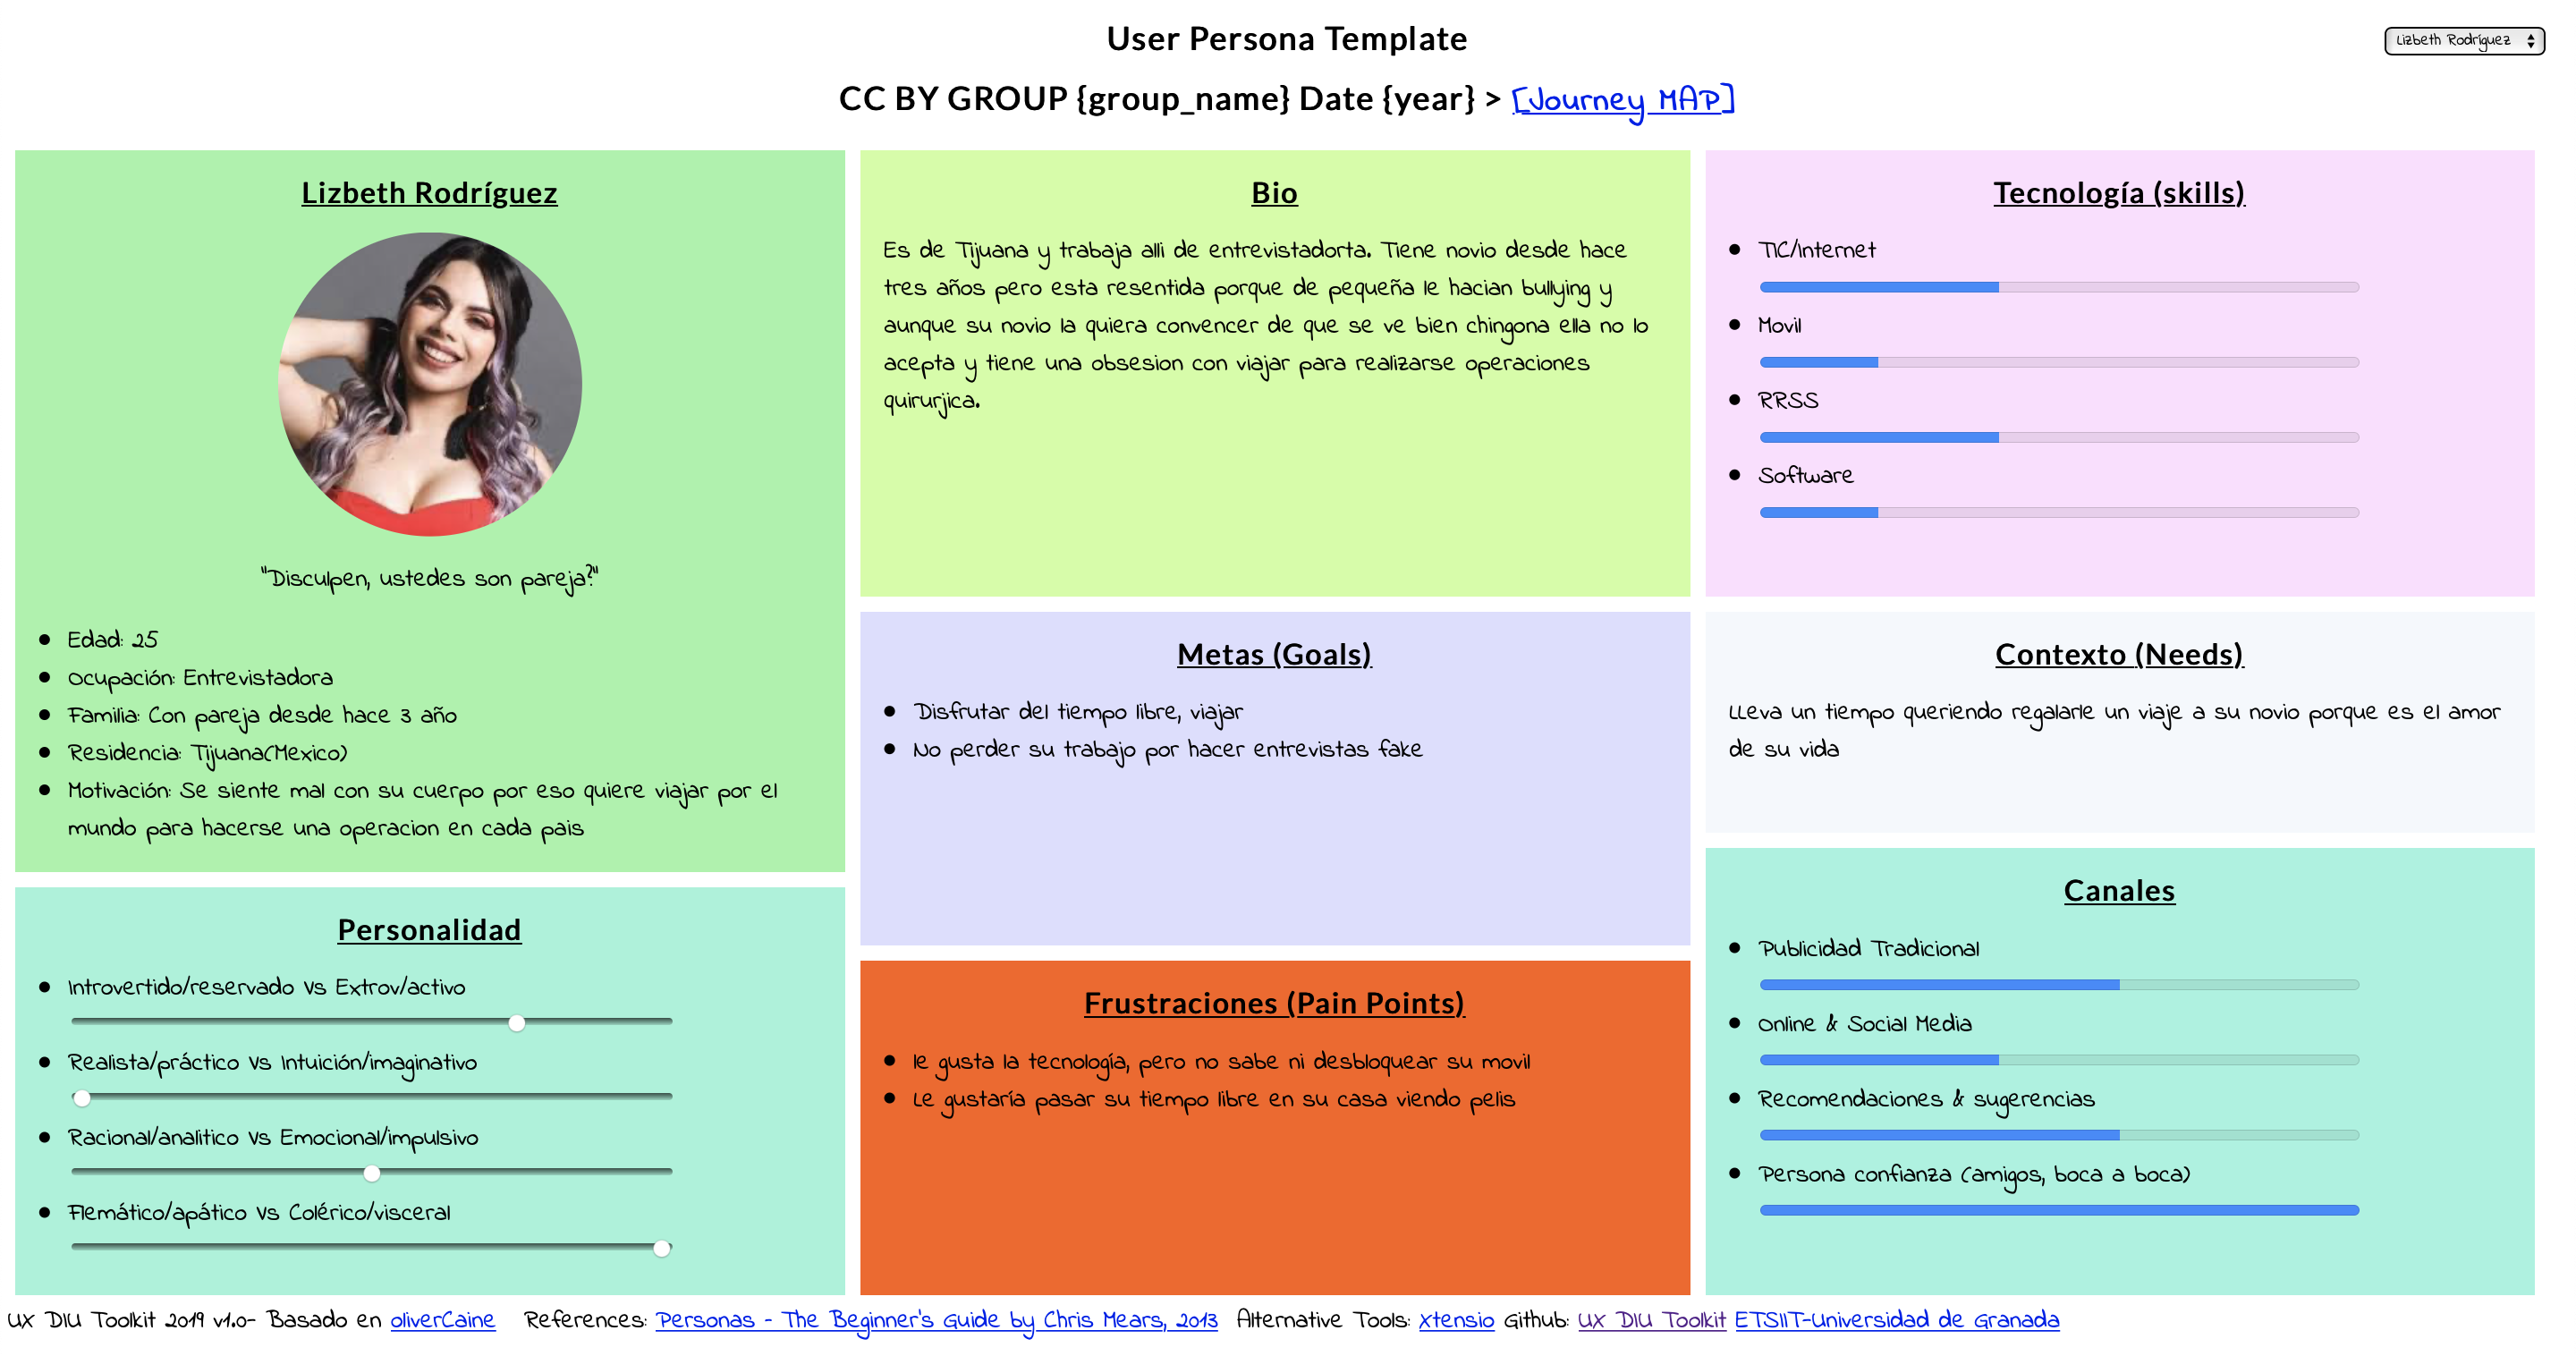 User Persona Template
Lizbeth Rodríguez
CC BY GROUP {group_name} Date {year} > [Journey MAP]
Lizbeth Rodríguez
"Disculpen, ustedes son pareja?"
Edad: 25
Ocupación: Entrevistadora
Familia: Con pareja desde hace 3 año
Residencia: Tijuana(Mexico)
Motivación: Se siente mal con su cuerpo por eso quiere viajar por el
mundo para hacerse una operacion en cada pais
Personalidad
Introvertido/reservado Vs Extrov/activo
Realista/práctico Vs Intuición/imaginativo
Racional/analitico Vs Emocional/impulsivo
Flemático/apático Vs Colérico/visceral
Bio
Es de Tijuana y trabaja alli de entrevistadorta. Tiene novio desde hace
tres años pero esta resentida porque de pequeña le hacian bullying y
aunque su novio la quiera convencer de que se ve bien chingona ella no lo
acepta y tiene una obsesion con viajar para realizarse operaciones
quirurjica.
Metas (Goals)
Disfrutar del tiempo libre, viajar
No perder su trabajo por hacer entrevistas fake
Frustraciones (Pain Points)
le gusta la tecnología, pero no sabe ni desbloquear su movil
Le gustaría pasar su tiempo libre en su casa viendo pelis
Tecnología (skills)
TIC/Internet
Movil
RRSS
Software
Contexto (Needs)
LLeva un tiempo queriendo regalarle un viaje a su novio porque es el amor
de su vida
Canales
Publicidad Tradicional
Online & Social Media
Recomendaciones & sugerencias
Persona confianza (amigos, boca a boca)
UX DIU Toolkit 2019 v1.0- Basado en oliverCaine References: Personas - The Beginner's Guide by Chris Mears, 2013 Alternative Tools: Xtensio Github: UX DIU Toolkit ETSIIT-Universidad de Granada